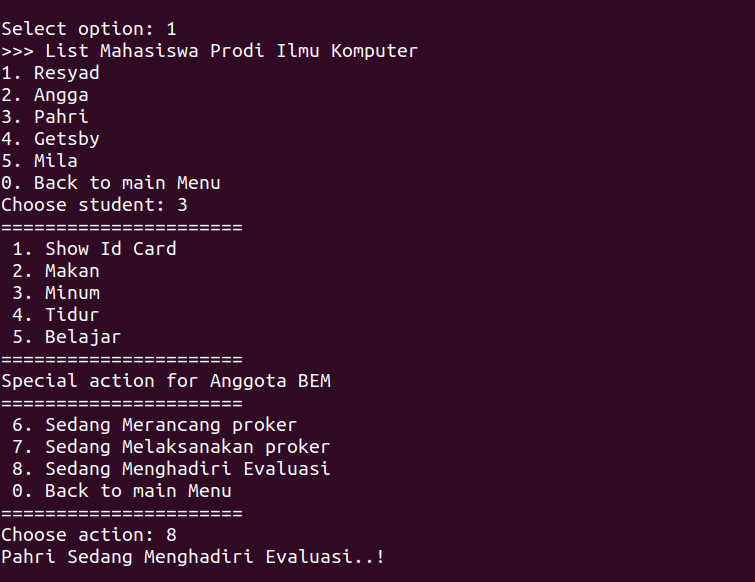 Select option: 1
>>> List Mahasiswa Prodi Ilmu Komputer
1. Resyad
2. Angga
3. Pahri
4. Getsby
5. Mila
0. Back to main Menu
Choose student: 3
======================
 1. Show Id Card
 2. Makan
 3. Minum
 4. Tidur
 5. Belajar
======================
Special action for Anggota BEM
======================
 6. Sedang Merancang proker
 7. Sedang Melaksanakan proker
 8. Sedang Menghadiri Evaluasi
 0. Back to main Menu
======================
Choose action: 8
Pahri Sedang Menghadiri Evaluasi..!